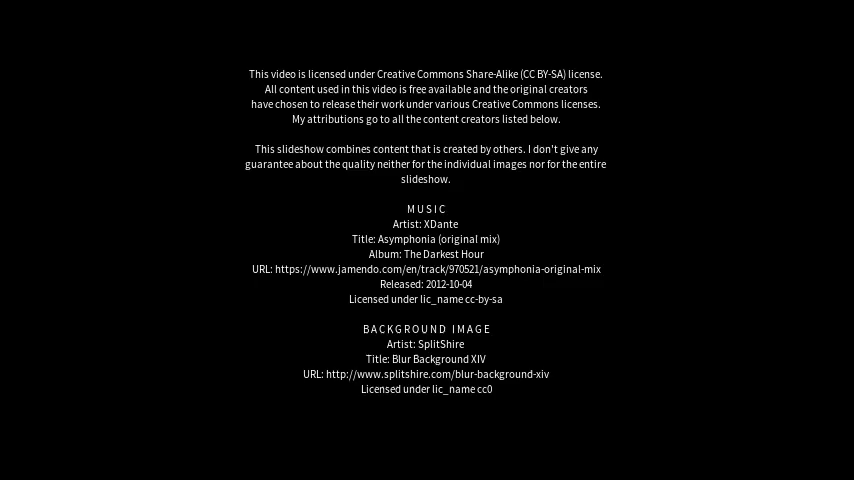 This video is licensed under Creative Commons Share-Alike (CC BY-SA) license.
All content used in this video is free available and the original creators
have chosen to release their work under various Creative Commons licenses.
My attributions go to all the content creators listed below.
This slideshow combines content that is created by others. I don't give any
guarantee about the quality neither for the individual images nor for the entire
slideshow.
MUSIC
Artist: XDante
Title: Asymphonia (original mix)
Album: The Darkest Hour
URL: https://www.jamendo.com/en/track/970521/asymphonia-original-mix
Released: 2012-10-04
Licensed under lic_name cc-by-sa
BACKGROUND IMAGE
Artist: SplitShire
Title: Blur Background XIV
URL: http://www.splitshire.com/blur-background-xiv
Licensed under lic_name cc0